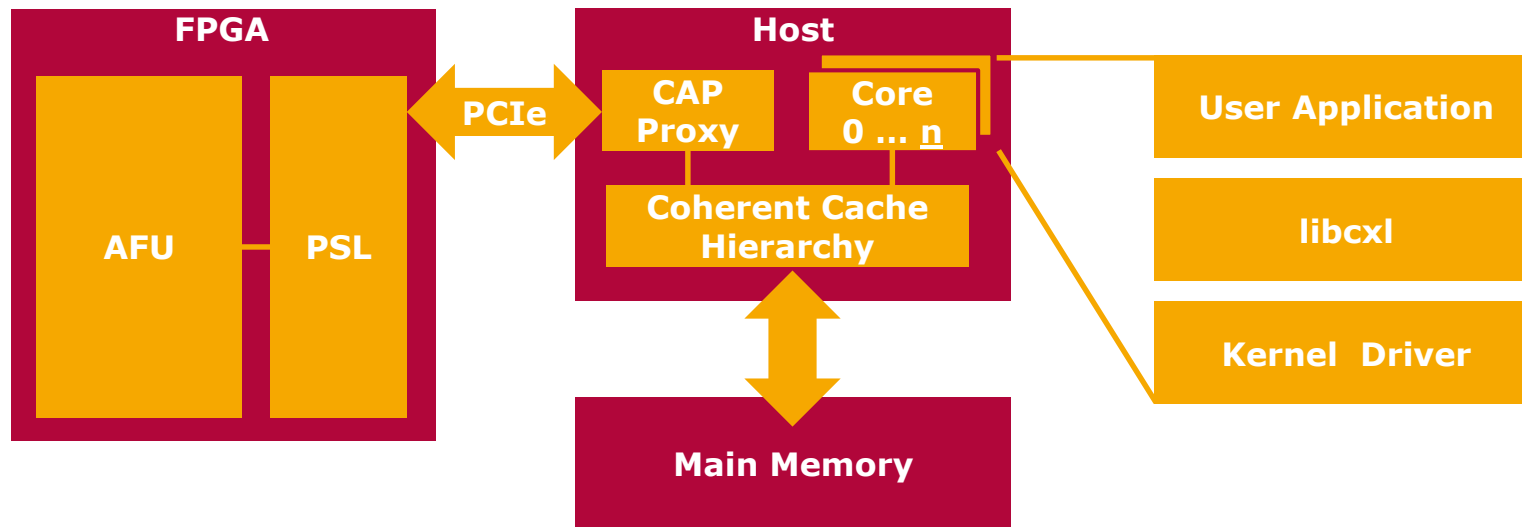 FPGA
AFU
PSL
PCIe
Host
CAP
Proxy
Core
0 … n
Coherent Cache
Hierarchy
Main Memory
User Application
libcxl
Kernel  Driver